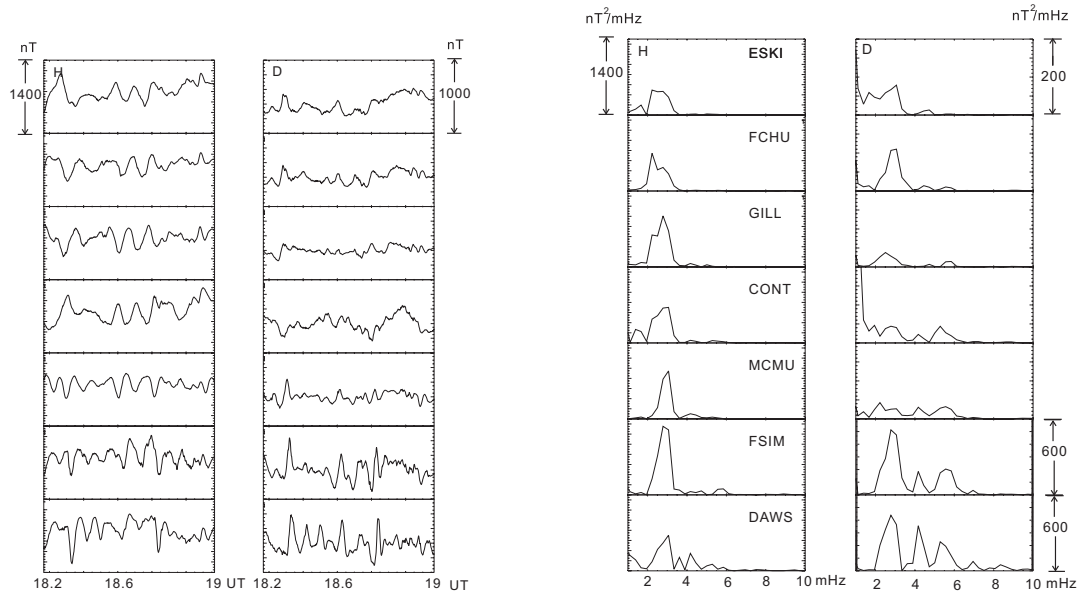 nT
1400
H
D
nT
1000
18.2
18.6
19 UT
18.2
18.6
19
UT
nT²/mHz
1400
H
ESKI
FCHU
GILL
CONT
MCMU
FSIM
DAWS
2
4
6
8
10 mHz
nT²/mHz
D
200
600
600
2
4
6
8
10 mHz